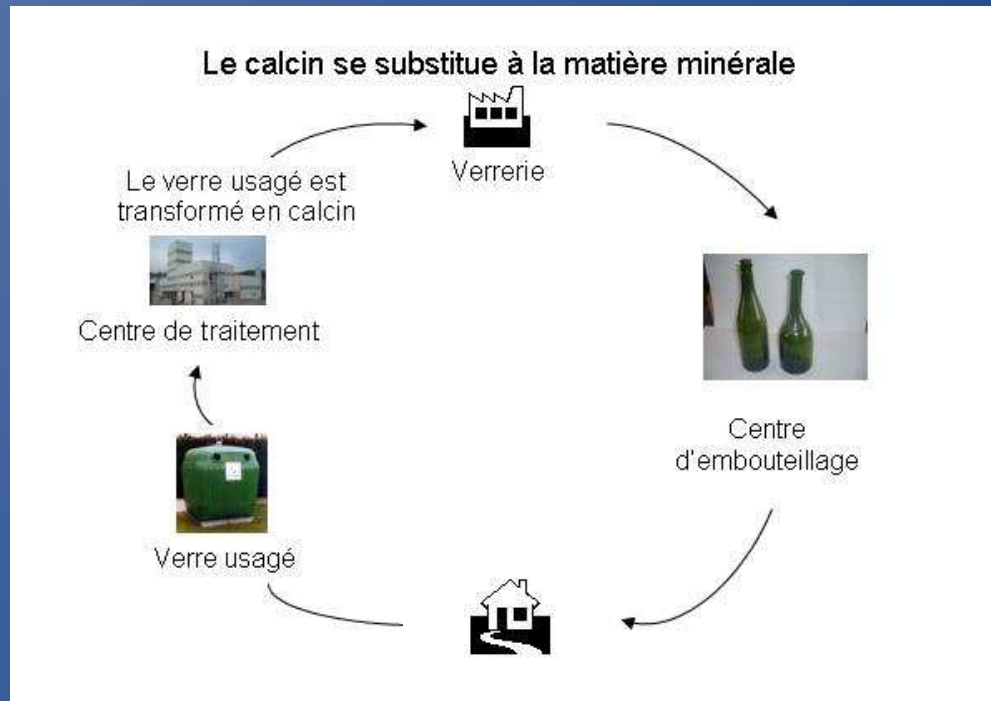 Le calcin se substitue à la matière minérale
Verrerie
Le verre usagé est
transformé en calcin
Centre de traitement
Centre
d'embouteillage
Verre usagé